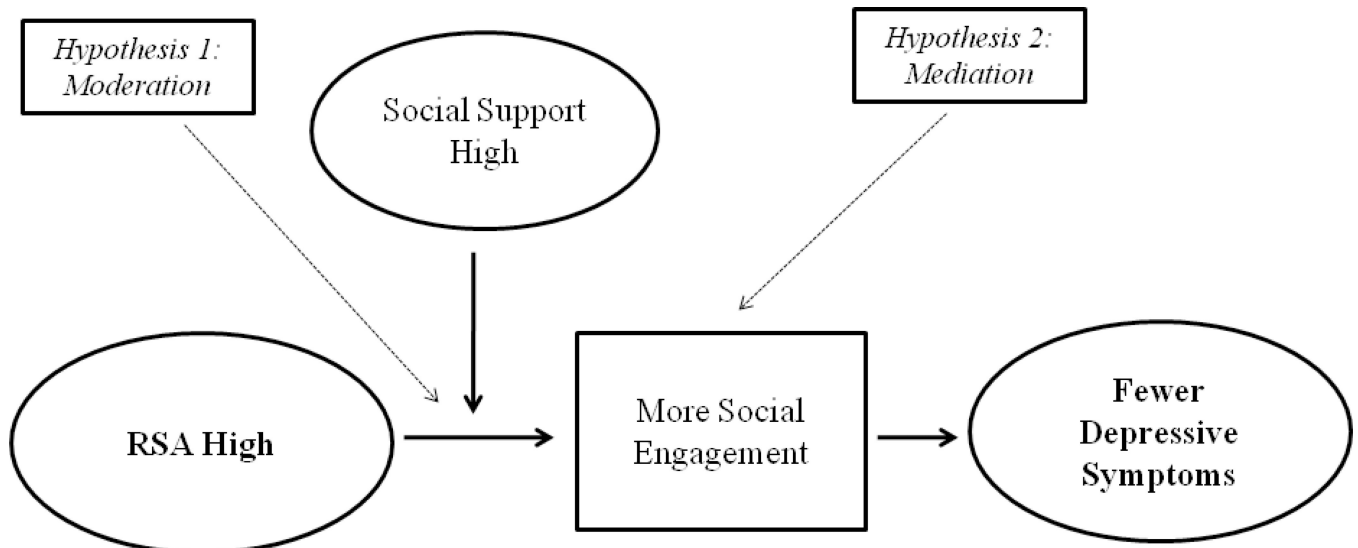 Hypothesis 1:
Moderation
Social Support
High
Hypothesis 2:
Mediation
RSA High
More Social
Engagement
Fewer
Depressive
Symptoms